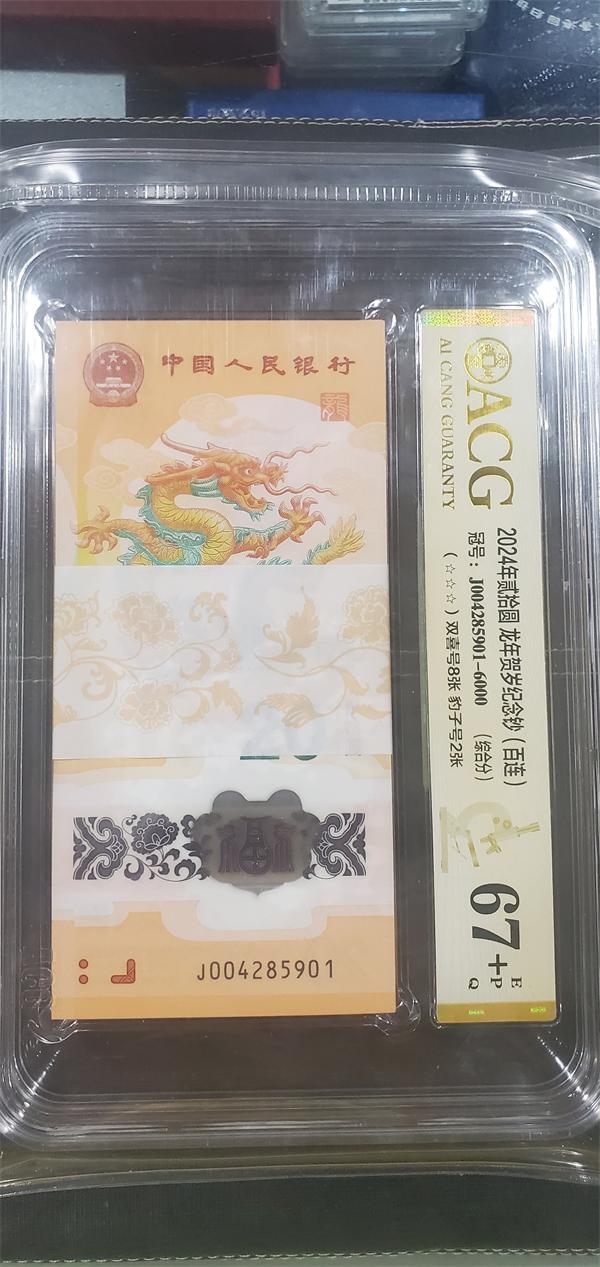 中国人民银行
龍
福
J004285901
ACG
AI CANG GUARANTY
2024年贰拾圆 龙年贺岁纪念钞（百连）
冠号：J004285901-6000 （综合分）
（☆☆☆）双喜号8张 豹子号2张
67+
E
P
Q